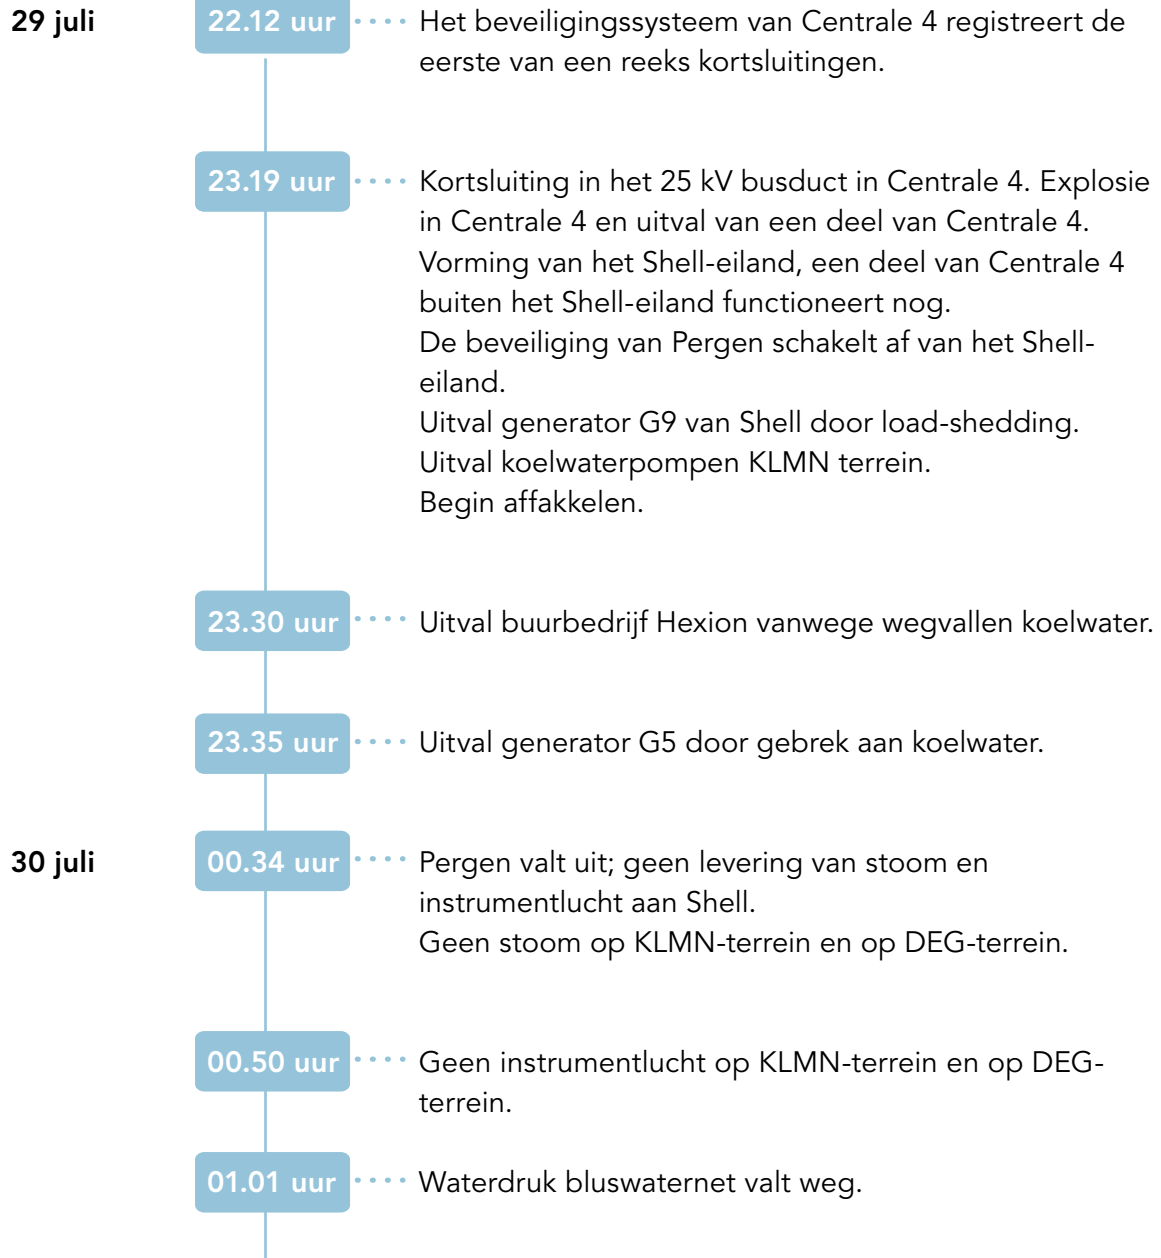 29 juli
22.12 uur
Het beveiligingssysteem van Centrale 4 registreert de
eerste van een reeks kortsluitingen.
23.19 uur
Kortsluiting in het 25 kV busduct in Centrale 4. Explosie
in Centrale 4 en uitval van een deel van Centrale 4.
Vorming van het Shell-eiland, een deel van Centrale 4
buiten het Shell-eiland functioneert nog.
De beveiliging van Pergen schakelt af van het Shell-
eiland.
Uitval generator G9 van Shell door load-shedding.
Uitval koelwaterpompen KLMN terrein.
Begin affakkelen.
23.30 uur
Uitval buurbedrijf Hexion vanwege wegvallen koelwater.
23.35 uur
Uitval generator G5 door gebrek aan koelwater.
30 juli
00.34 uur
Pergen valt uit; geen levering van stoom en
instrumentlucht aan Shell.
Geen stoom op KLMN-terrein en op DEG-terrein.
00.50 uur
Geen instrumentlucht op KLMN-terrein en op DEG-
terrein.
01.01 uur
Waterdruk bluswaternet valt weg.